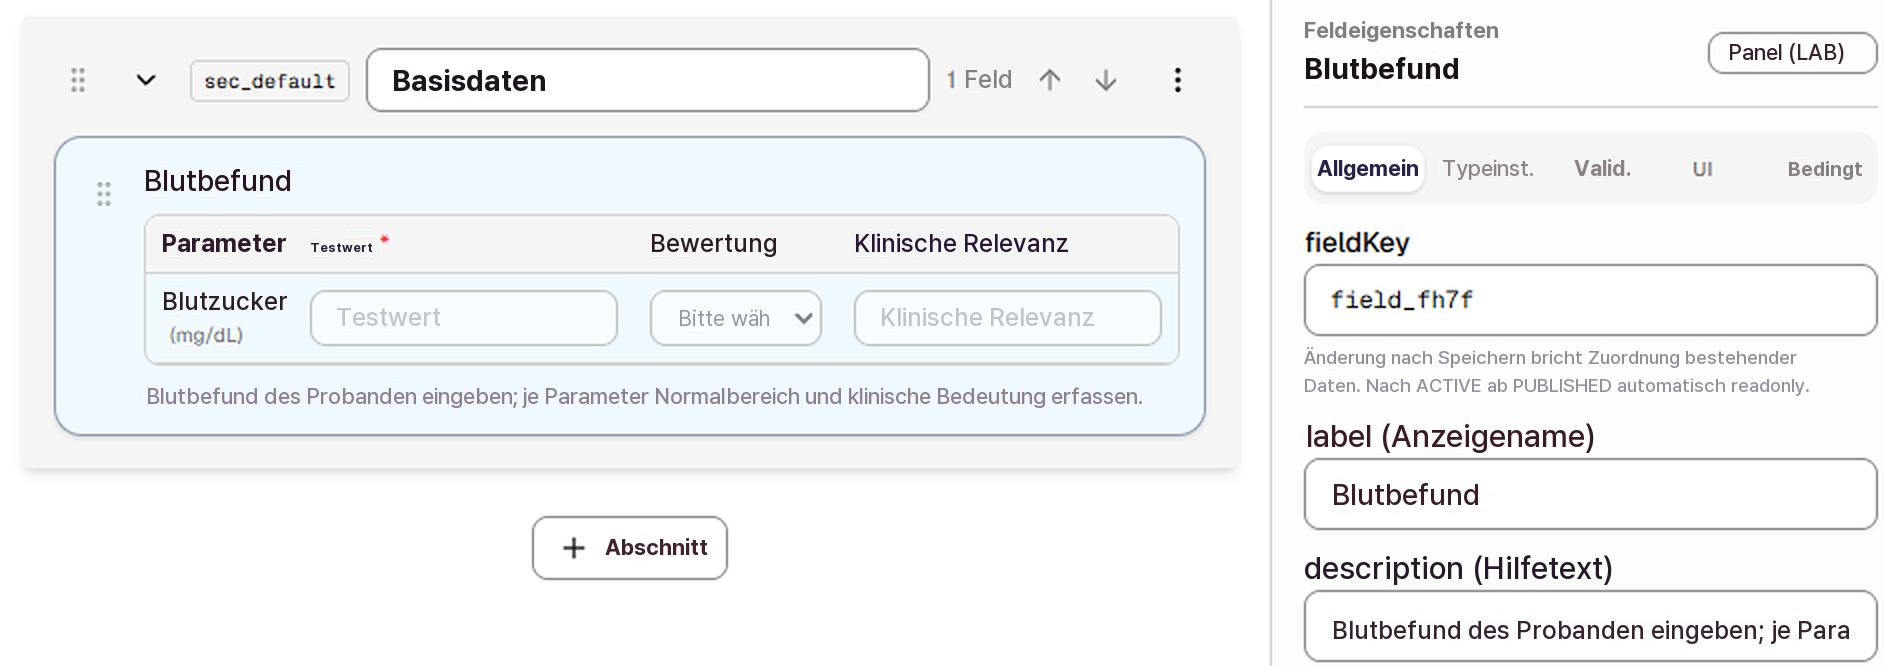 sec_default
Basisdaten
1 Feld
Blutbefund
Parameter Testwert * Bewertung Klinische Relevanz
Blutzucker Testwert Bitte wäh Klinische Relevanz
(mg/dL)
Blutbefund des Probanden eingeben; je Parameter Normalbereich und klinische Bedeutung erfassen.
+ Abschnitt
Feldeigenschaften
Blutbefund
Panel (LAB)
Allgemein Typeinst. Valid. UI Bedingt
fieldKey
field_fh7f
Änderung nach Speichern bricht Zuordnung bestehender
Daten. Nach ACTIVE ab PUBLISHED automatisch readonly.
label (Anzeigename)
Blutbefund
description (Hilfetext)
Blutbefund des Probanden eingeben; je Para